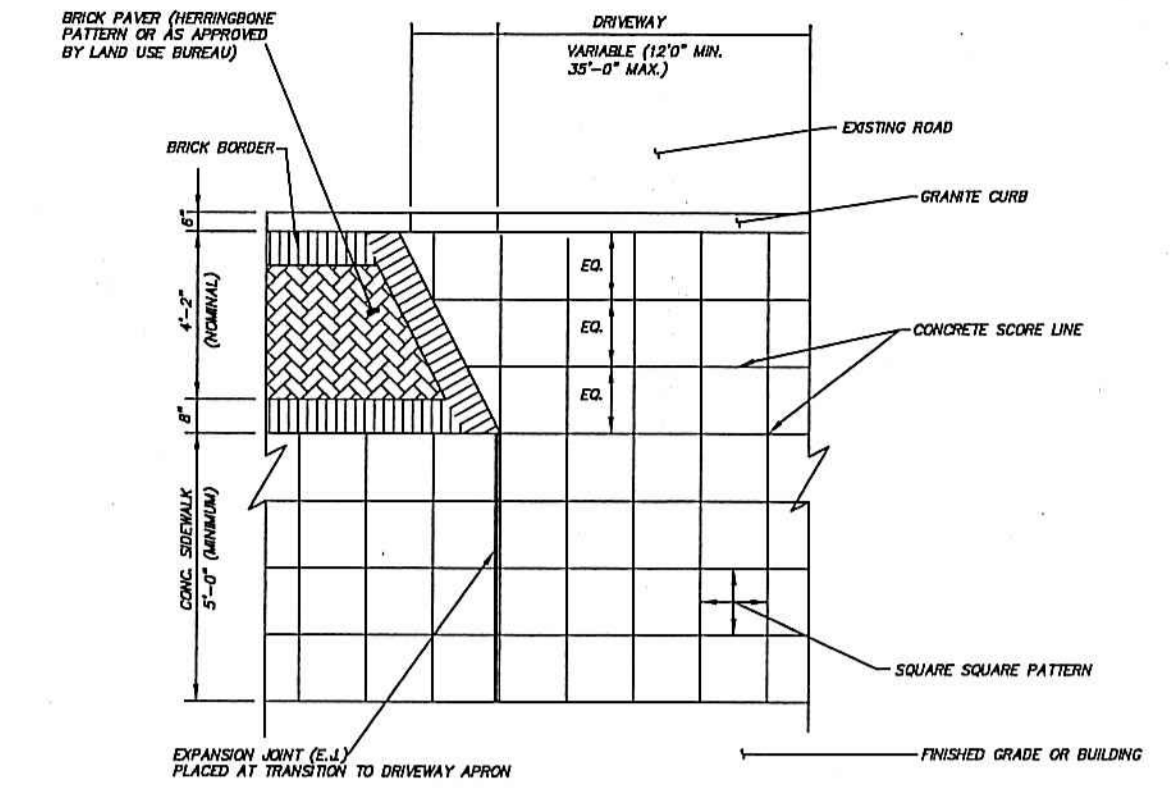 BRICK PAVER (HERRINGBONE
PATTERN OR AS APPROVED
BY LAND USE BUREAU)
DRIVEWAY
VARIABLE (12'0" MIN.
35'-0" MAX.)
EXISTING ROAD
BRICK BORDER
GRANITE CURB
6"
EQ.
4'-2"
(NOMINAL)
EQ.
CONCRETE SCORE LINE
EQ.
8"
CONC. SIDEWALK
5'-0" (MINIMUM)
SQUARE SQUARE PATTERN
EXPANSION JOINT (E.J.)
PLACED AT TRANSITION TO DRIVEWAY APRON
FINISHED GRADE OR BUILDING